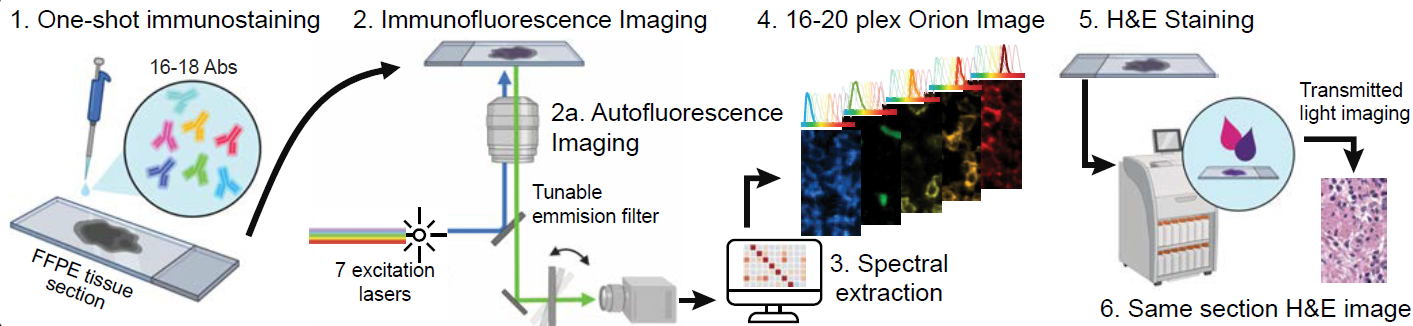 1. One-shot immunostaining
16-18 Abs
FFPE tissue
section
2. Immunofluorescence Imaging
2a. Autofluorescence
Imaging
Tunable
emmision filter
7 excitation
lasers
3. Spectral
extraction
4. 16-20 plex Orion Image
5. H&E Staining
Transmitted
light imaging
6. Same section H&E image